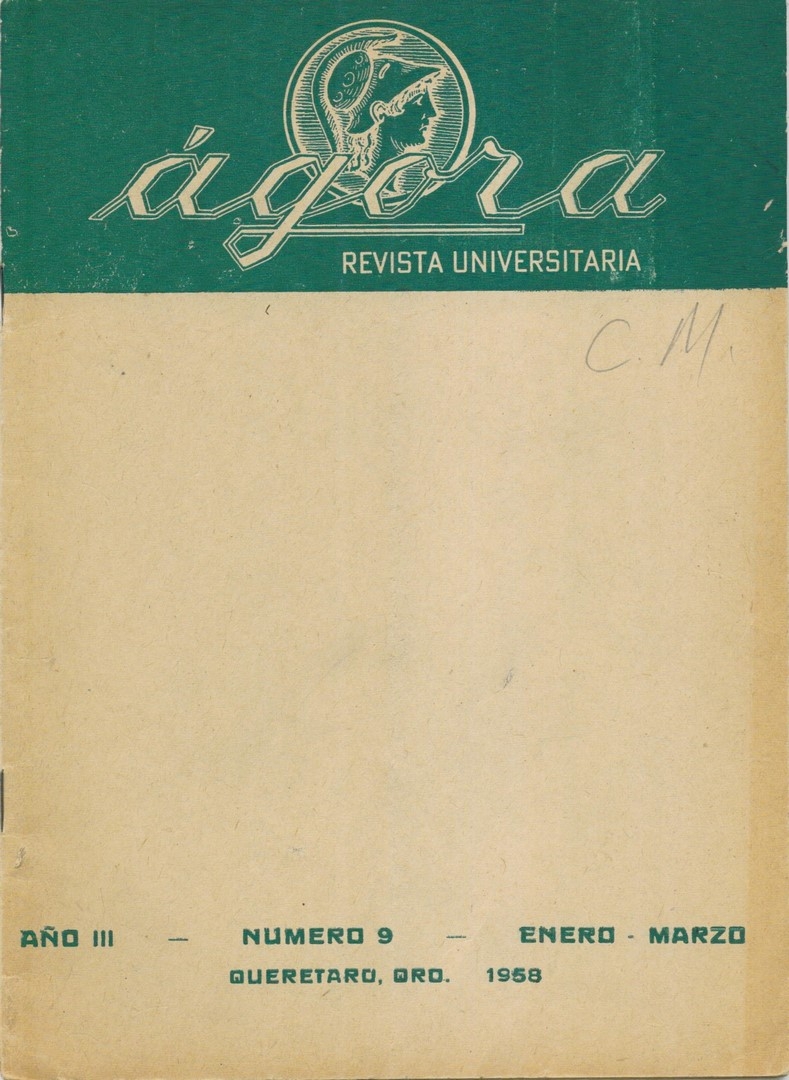 ágora
REVISTA UNIVERSITARIA
C. M.
AÑO III — NUMERO 9 — ENERO - MARZO
QUERETARO, QRO. 1958